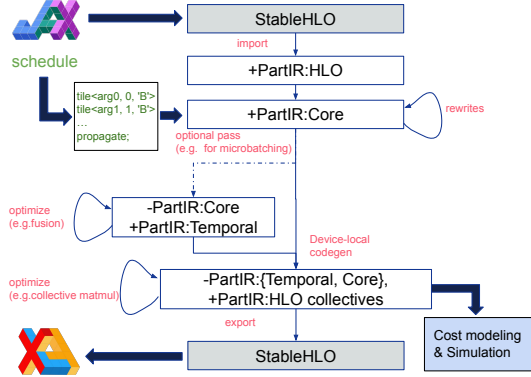 JAX
StableHLO
import
schedule
+PartIR:HLO
tile<arg0, 0, 'B'>
tile<arg1, 1, 'B'>
...
propagate;
+PartIR:Core
rewrites
optional pass
(e.g. for microbatching)
optimize
(e.g.fusion)
-PartIR:Core
+PartIR:Temporal
Device-local
codegen
optimize
(e.g.collective matmul)
-PartIR:{Temporal, Core},
+PartIR:HLO collectives
export
Cost modeling
& Simulation
StableHLO
XLA